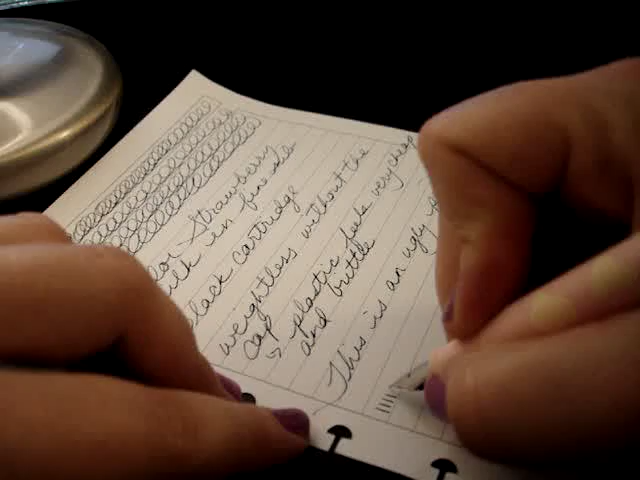 Strawberry
in fine nib
black cartridge
weightless without the
cap
↳ plastic feels very cheap
and brittle
This is an ugly